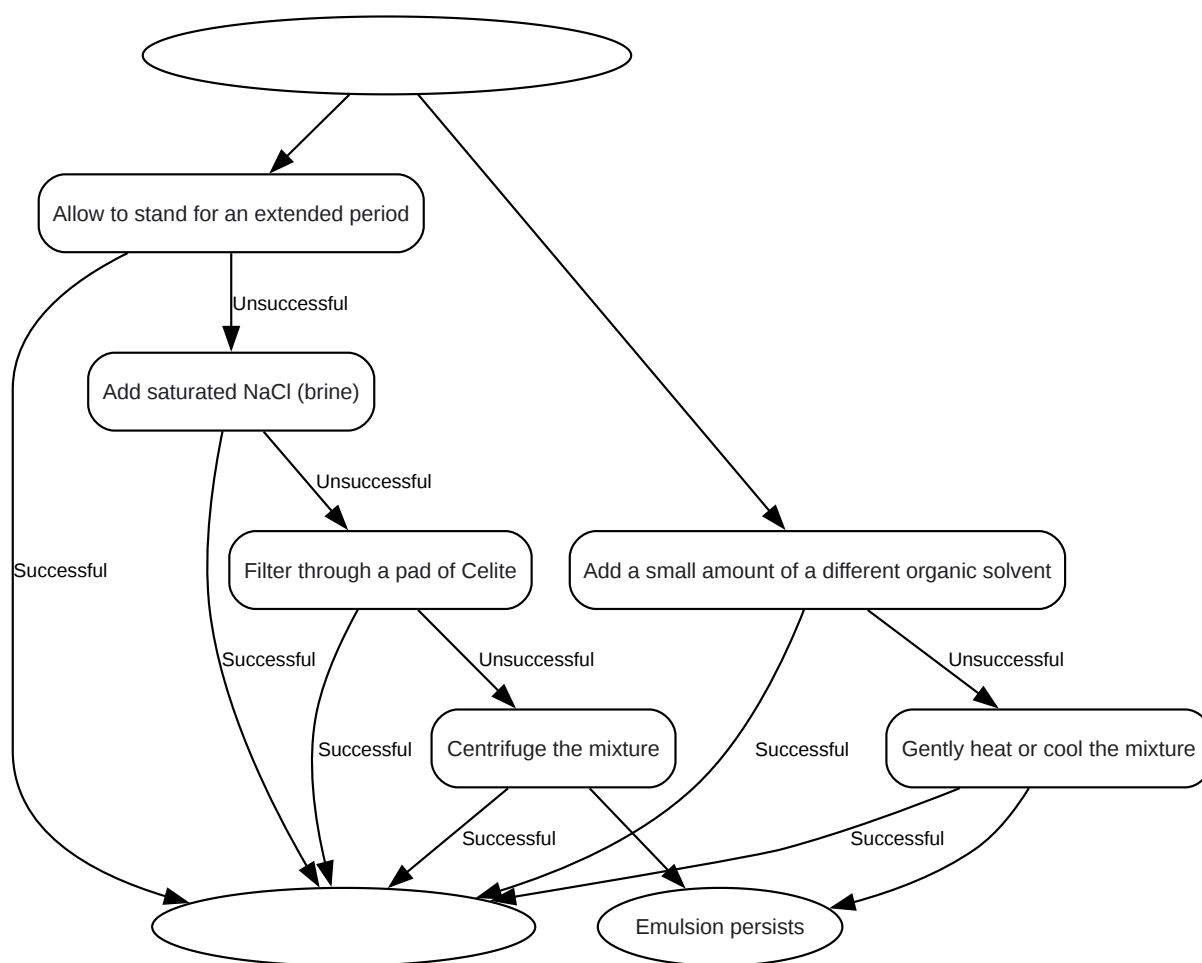 Allow to stand for an extended period
Unsuccessful
Add saturated NaCl (brine)
Unsuccessful
Successful
Filter through a pad of Celite
Add a small amount of a different organic solvent
Successful
Unsuccessful
Unsuccessful
Successful
Centrifuge the mixture
Successful
Gently heat or cool the mixture
Successful
Successful
Emulsion persists